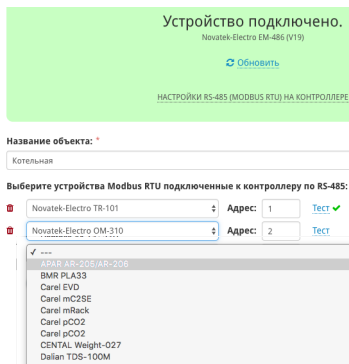 Устройство подключено.
Novatek-Electro EM-486 (V19)
Обновить
НАСТРОЙКИ RS-485 (MODBUS RTU) НА КОНТРОЛЛЕРЕ
Название объекта: *
Котельная
Выберите устройства Modbus RTU подключенные к контроллеру по RS-485:
Novatek-Electro TR-101 Адрес: 1 Тест ✔
Novatek-Electro OM-310 Адрес: 2 Тест
✓ ---
APAR AR-205/AR-206
BMR PLA33
Carel EVD
Carel mC2SE
Carel mRack
Carel pCO2
Carel pCO2
CENTAL Weight-027
Dalian TDS-100M